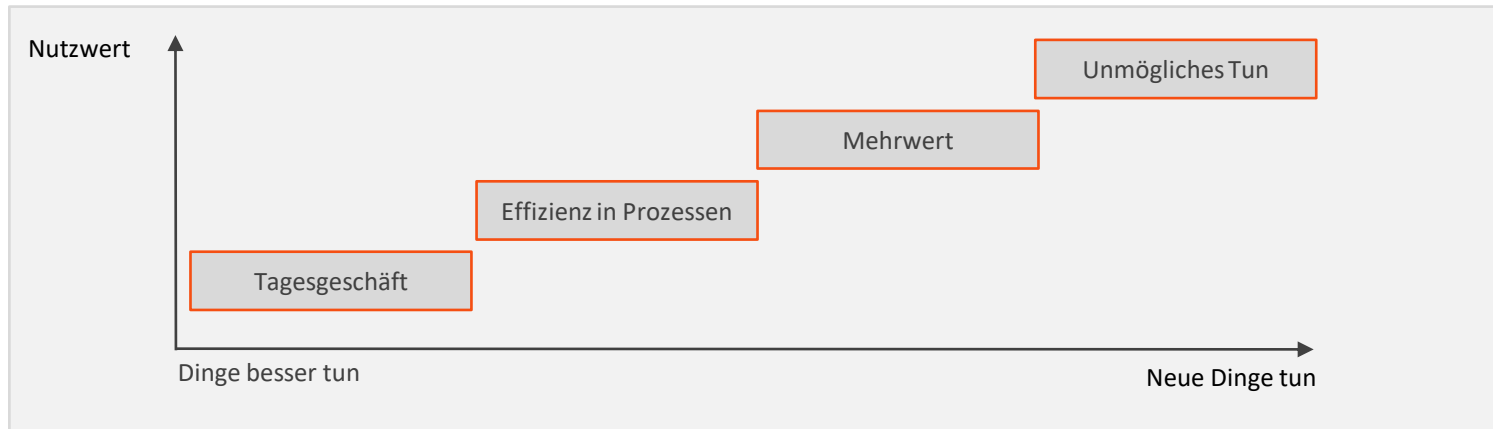 Nutzwert
Unmögliches Tun
Mehrwert
Effizienz in Prozessen
Tagesgeschäft
Dinge besser tun
Neue Dinge tun